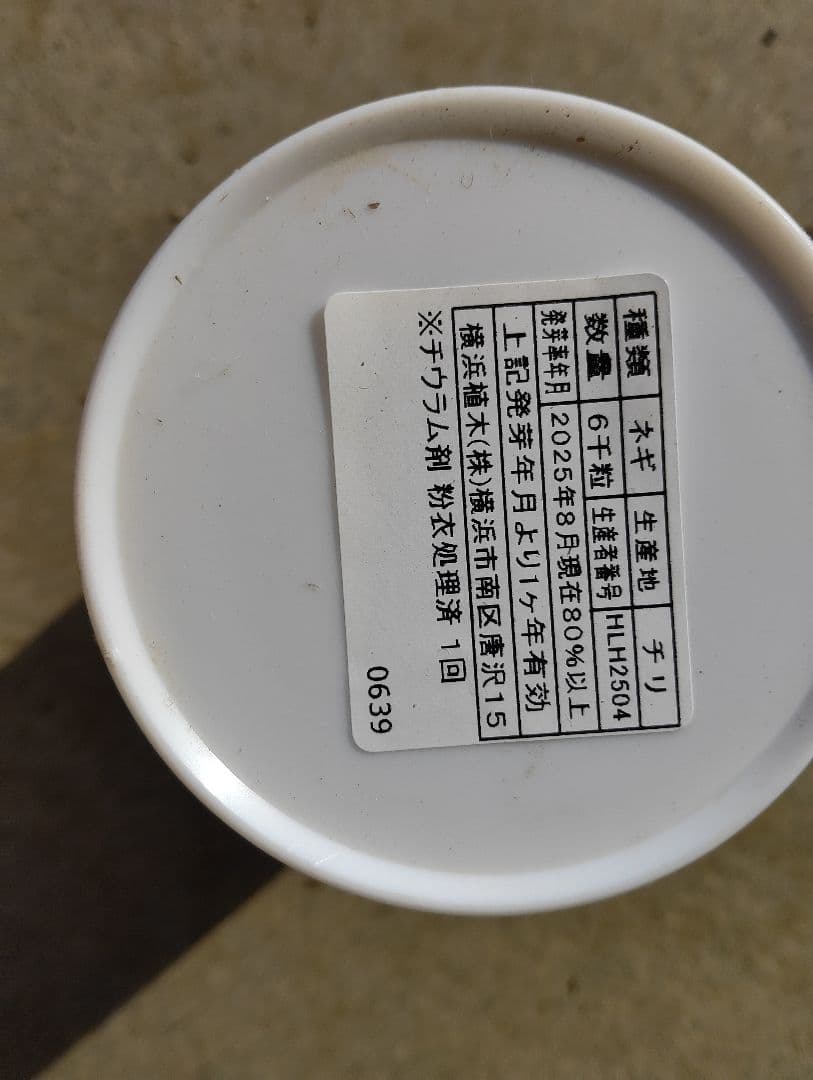 種類 ネギ 生産地 チリ
数量 6千粒 生産者番号 HLH2504
発芽率年月 2025年8月現在80%以上
上記発芽年月より1ヶ年有効
横浜植木(株)横浜市南区唐沢15
※チウラム剤 粉衣処理済 1回
0639